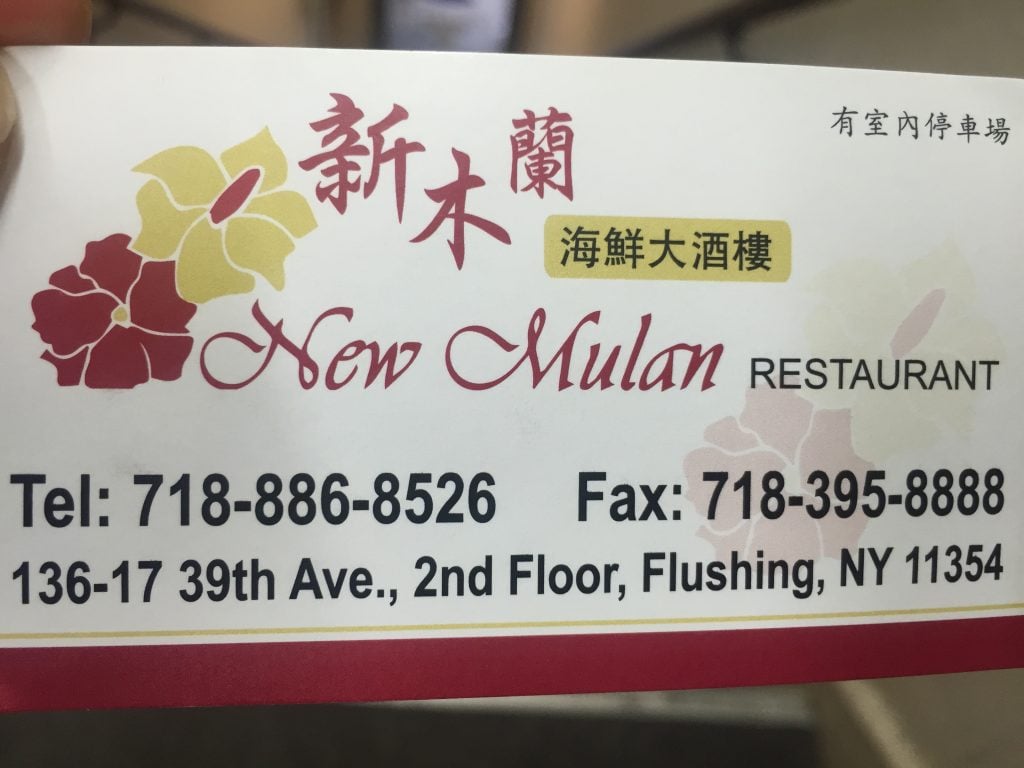 有室內停車場
新木蘭
海鮮大酒樓
New Mulan RESTAURANT
Tel: 718-886-8526 Fax: 718-395-8888
136-17 39th Ave., 2nd Floor, Flushing, NY 11354